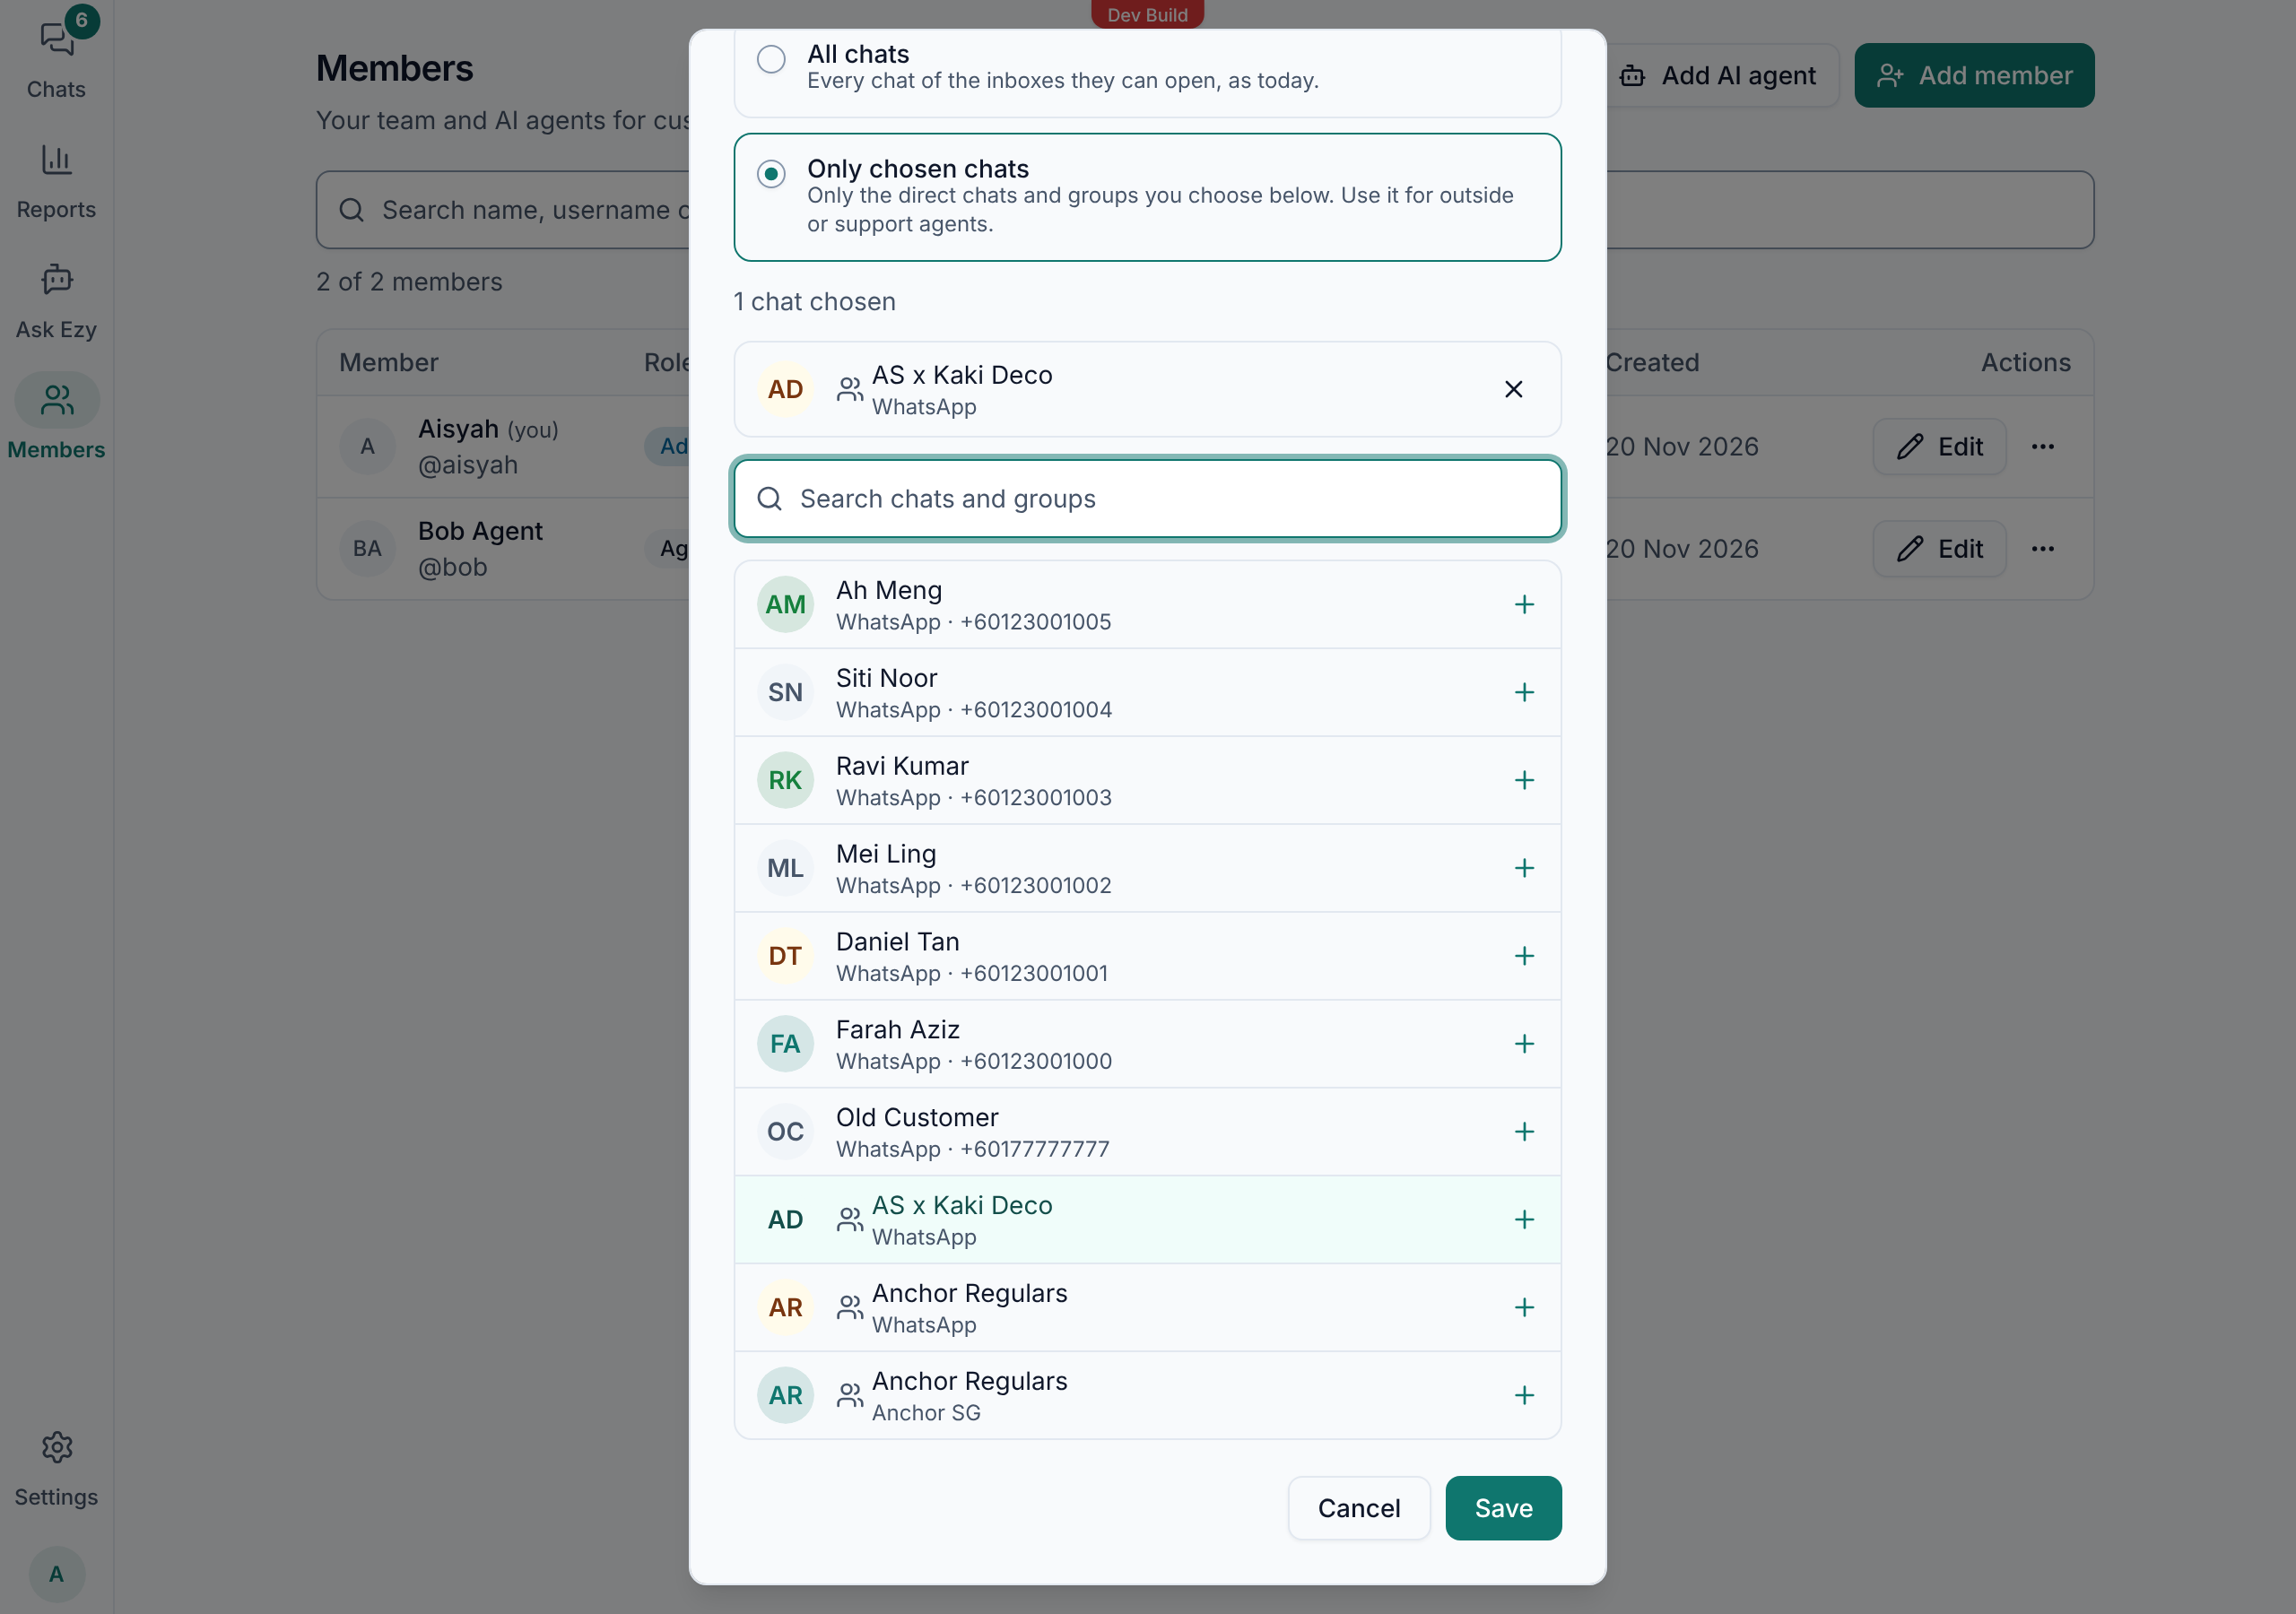 6
Chats
Reports
Ask Ezy
Members
Settings
A
Dev Build
Members
Your team and AI agents for cus
Add AI agent
Add member
Search name, username o
2 of 2 members
Member
Role
Created
Actions
A
Aisyah (you)
@aisyah
Ad
20 Nov 2026
Edit
BA
Bob Agent
@bob
Ag
20 Nov 2026
Edit
All chats
Every chat of the inboxes they can open, as today.
Only chosen chats
Only the direct chats and groups you choose below. Use it for outside
or support agents.
1 chat chosen
AD
AS x Kaki Deco
WhatsApp
Search chats and groups
AM
Ah Meng
WhatsApp · +60123001005
SN
Siti Noor
WhatsApp · +60123001004
RK
Ravi Kumar
WhatsApp · +60123001003
ML
Mei Ling
WhatsApp · +60123001002
DT
Daniel Tan
WhatsApp · +60123001001
FA
Farah Aziz
WhatsApp · +60123001000
OC
Old Customer
WhatsApp · +60177777777
AD
AS x Kaki Deco
WhatsApp
AR
Anchor Regulars
WhatsApp
AR
Anchor Regulars
Anchor SG
Cancel
Save